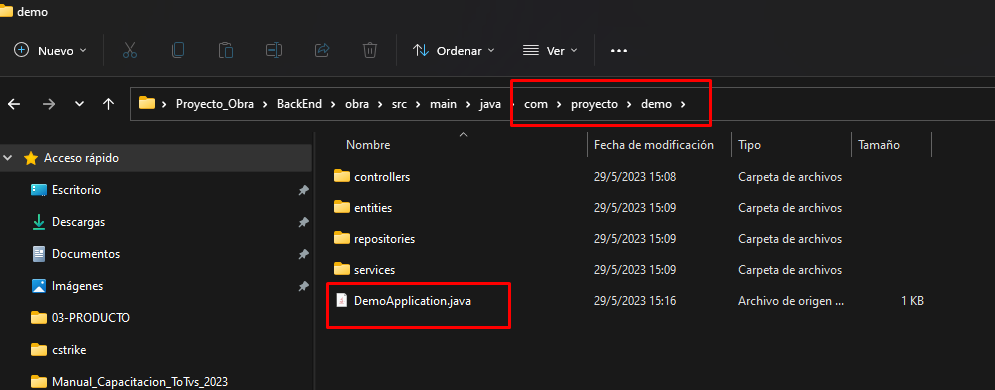 demo
Nuevo Ordenar Ver
Proyecto_Obra > BackEnd > obra > src > main > java > com > proyecto > demo >
Nombre Fecha de modificación Tipo Tamaño
Acceso rápido
Escritorio
Descargas
Documentos
Imágenes
03-PRODUCTO
cstrike
Manual_Capacitacion_ToTvs_2023
controllers 29/5/2023 15:08 Carpeta de archivos
entities 29/5/2023 15:09 Carpeta de archivos
repositories 29/5/2023 15:09 Carpeta de archivos
services 29/5/2023 15:09 Carpeta de archivos
DemoApplication.java 29/5/2023 15:16 Archivo de origen ... 1 KB